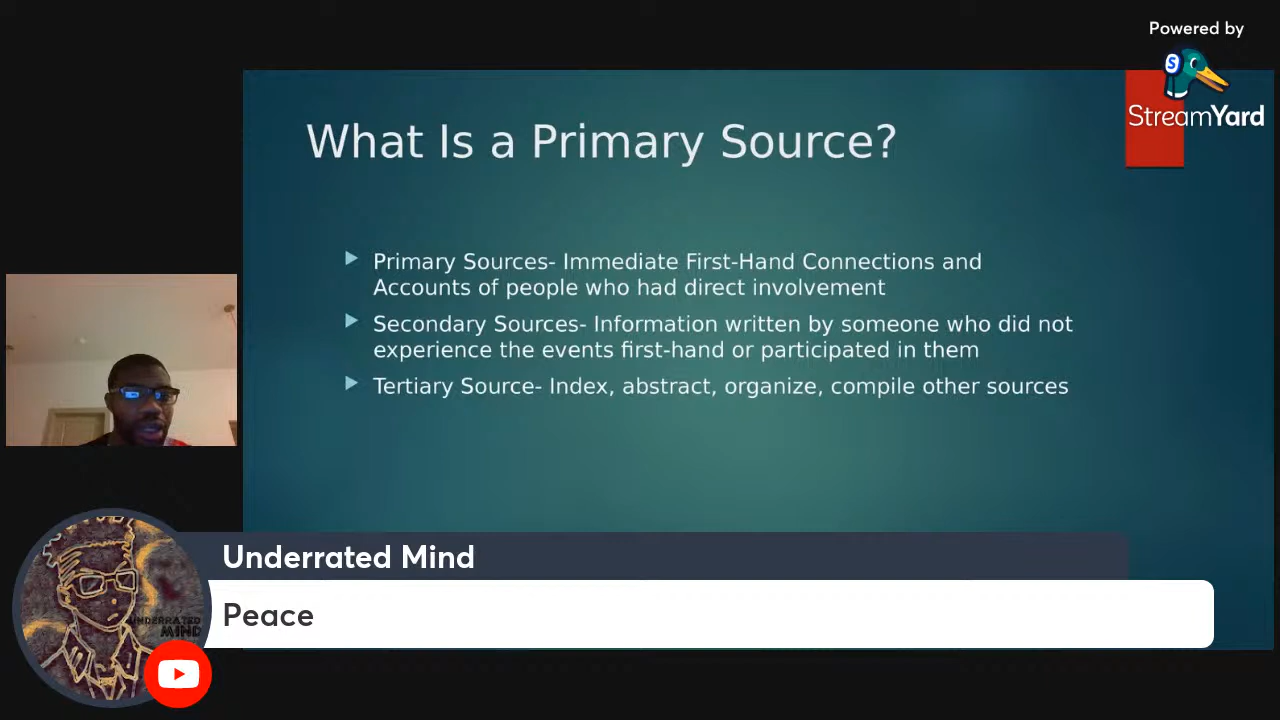 Powered by
StreamYard
What Is a Primary Source?
Primary Sources- Immediate First-Hand Connections and
Accounts of people who had direct involvement
Secondary Sources- Information written by someone who did not
experience the events first-hand or participated in them
Tertiary Source- Index, abstract, organize, compile other sources
Underrated Mind
Peace
UNDERRATED
MIND
S